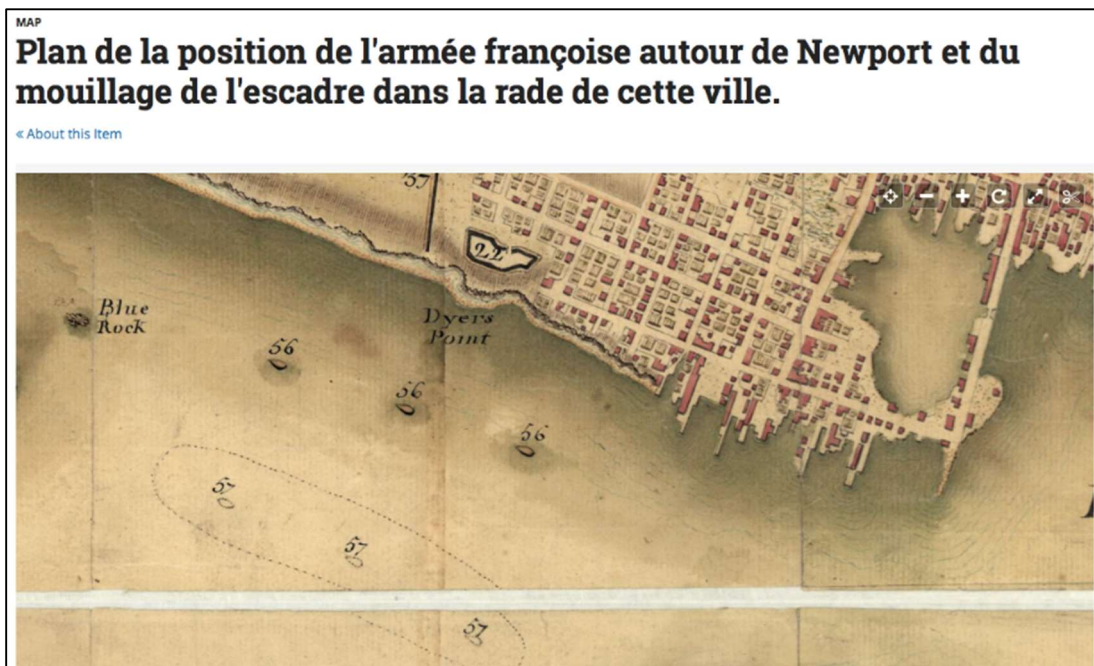 MAP
Plan de la position de l'armée françoise autour de Newport et du
mouillage de l'escadre dans la rade de cette ville.
« About this Item
37
22
Blue
Rock
Dyers
Point
56
56
56
57
57
57